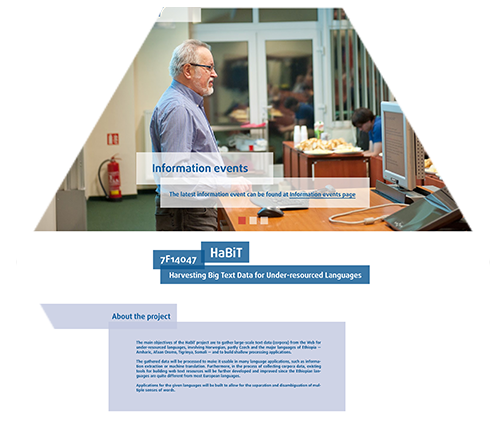 Information events
The latest information event can be found at Information events page
7F14047
HaBiT
Harvesting Big Text Data for Under-resourced Languages
About the project
The main objectives of the HaBiT project are to gather large-scale text data (corpora) from the Web for
under-resourced languages, involving Norwegian, partly Czech and the major languages of Ethiopia –
Amharic, Afaan Oromo, Tigrinya, Somali – and to build shallow processing applications.
The gathered data will be processed to make it usable in many language applications, such as informa-
tion extraction or machine translation. Furthermore, in the process of collecting corpora data, existing
tools for building web text resources will be further developed and improved since the Ethiopian lan-
guages are quite different from most European languages.
Applications for the given languages will be built to allow for the separation and disambiguation of mul-
tiple senses of words.